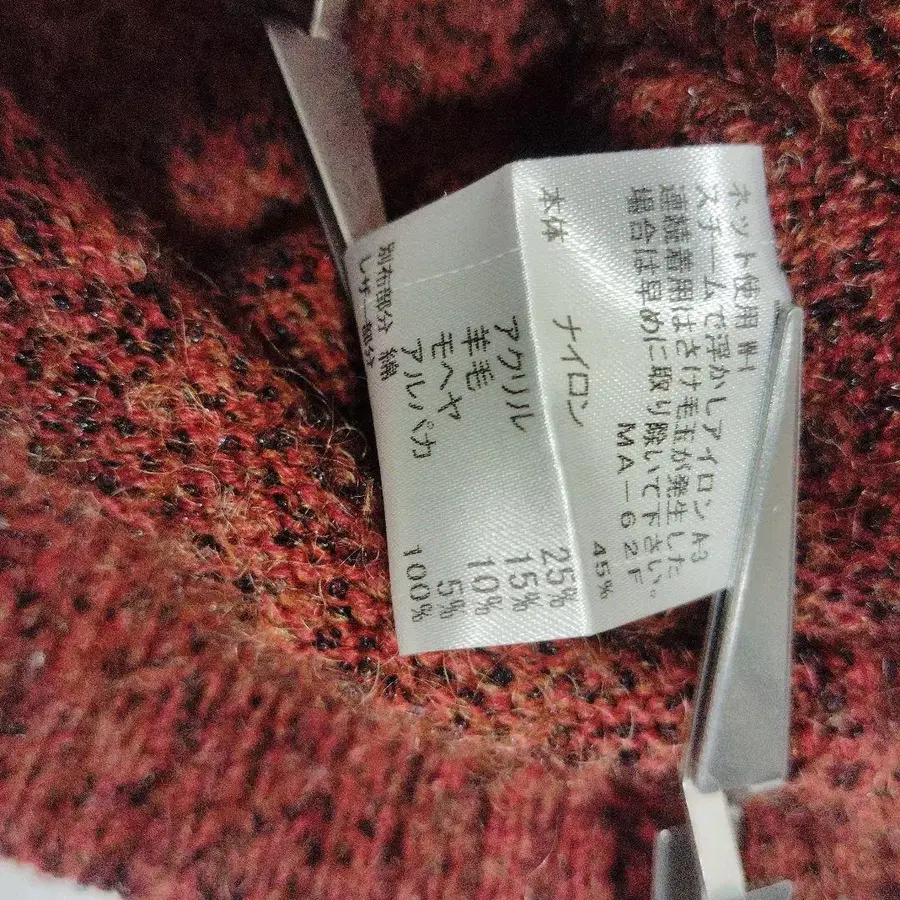 ネット使用
スチームで浮かしアイロン A3
連続着用はさけ毛玉が発生した
場合は早めに取り除いて下さい。
MA-62F
本体 ナイロン 45%
アクリル 25%
羊毛 15%
モヘヤ 10%
アルパカ 5%
別布部分 綿 100%
レザー部分